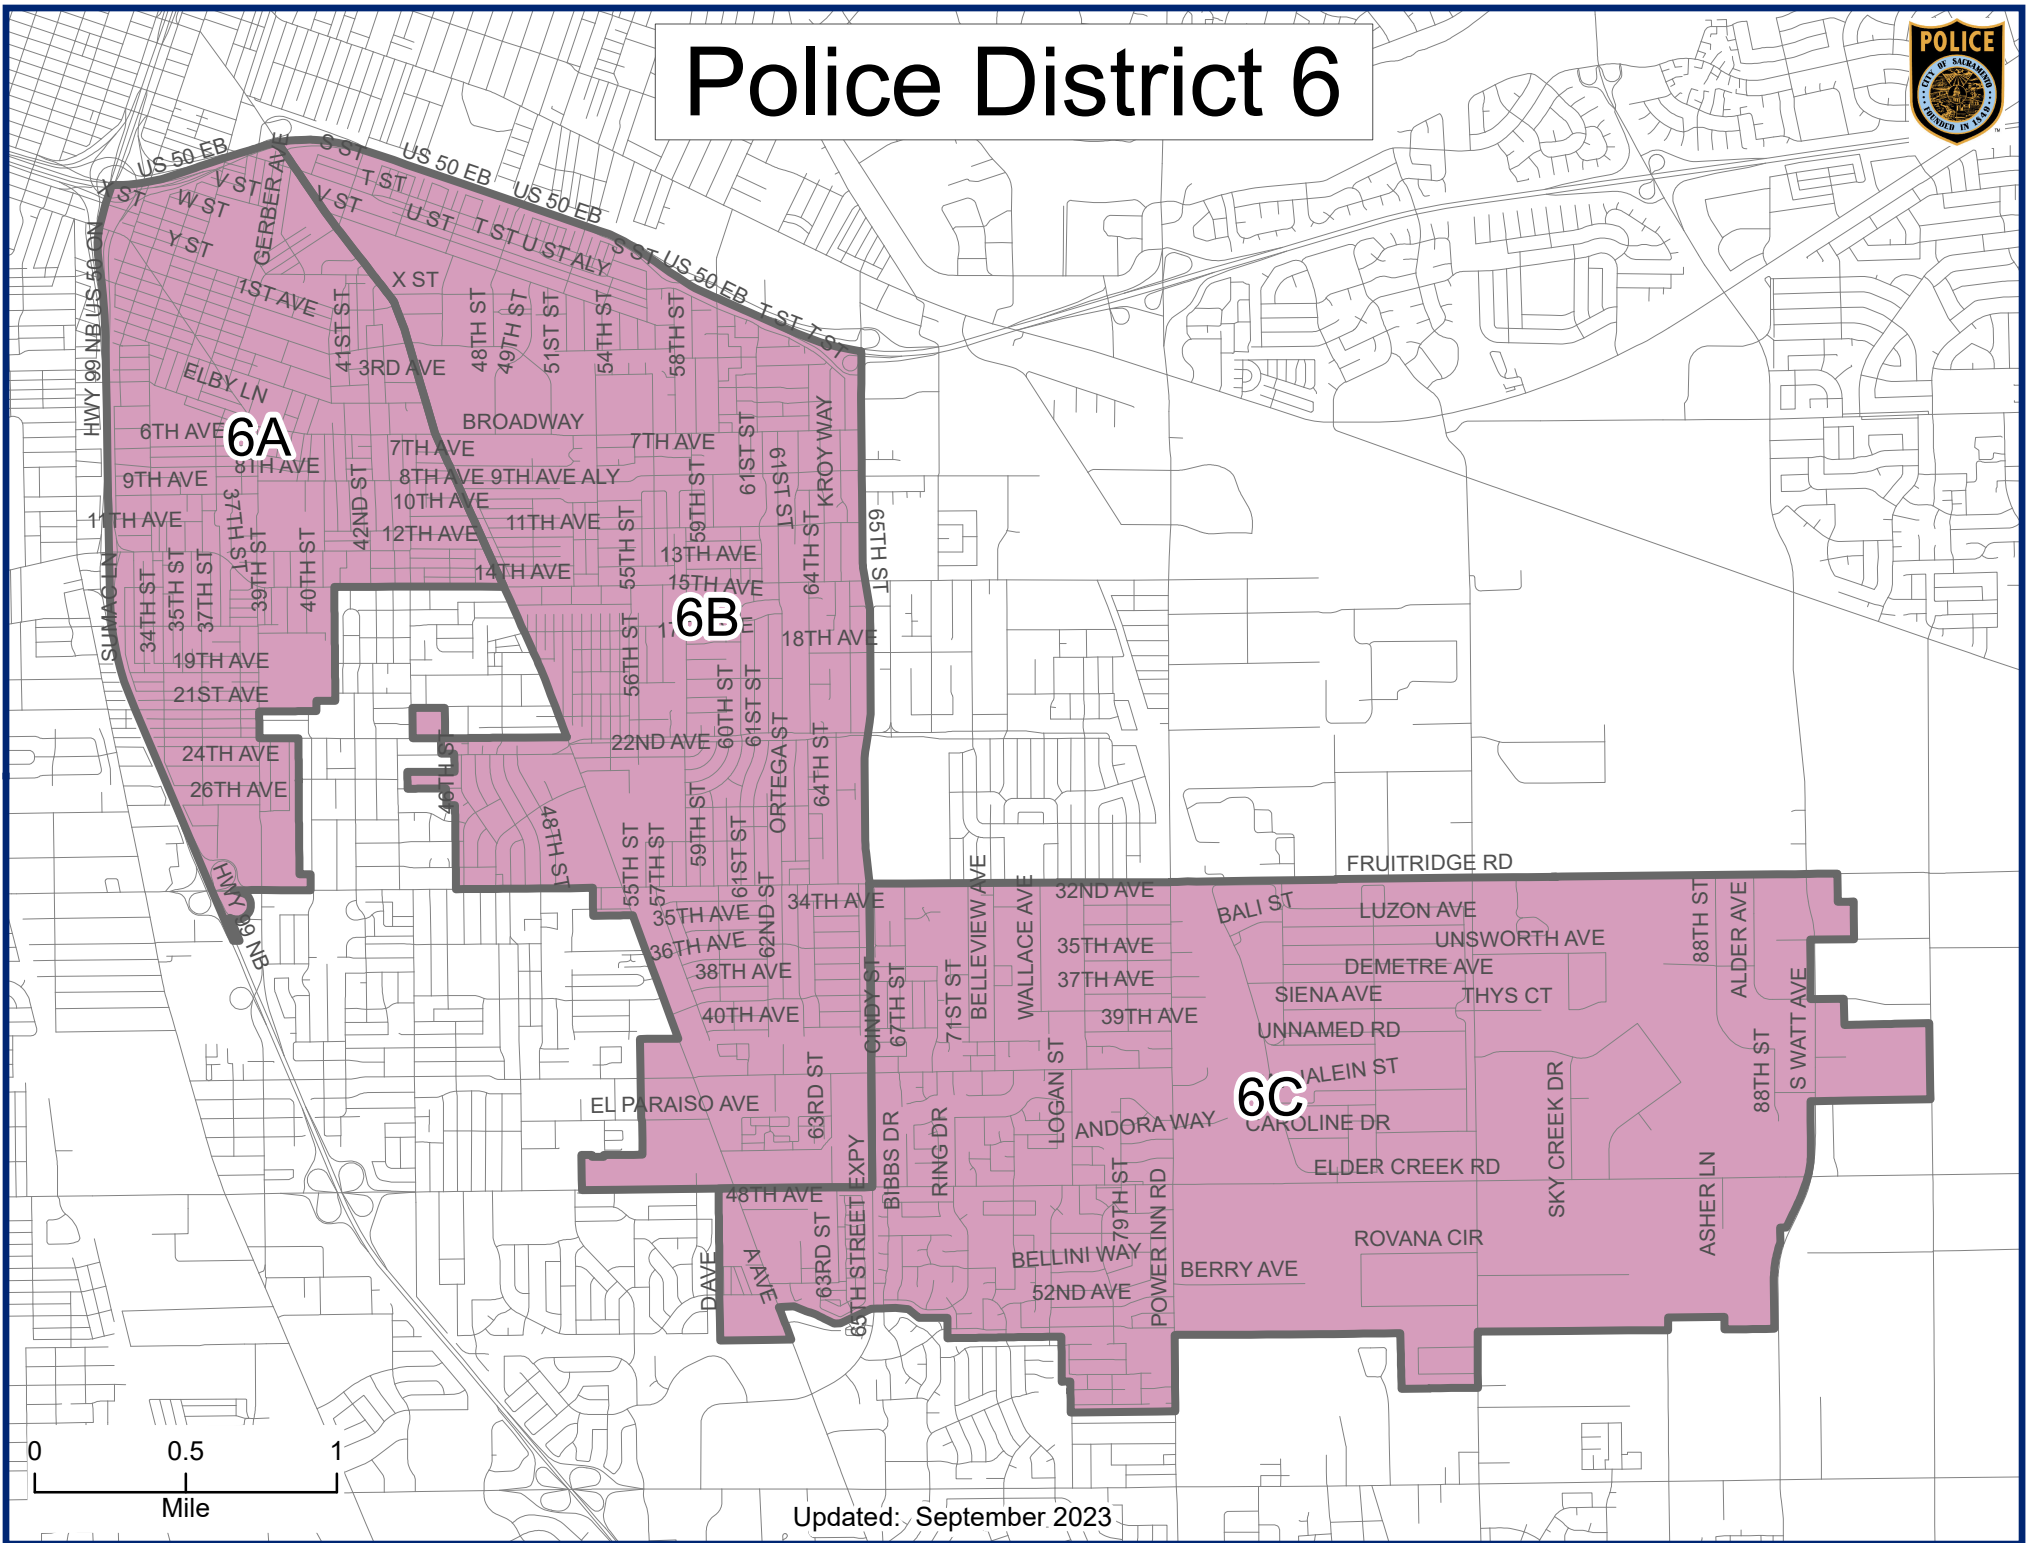 Police District 6
POLICE
CITY OF SACRAMENTO
FOUNDED IN 1849
US 50 EB
S ST
US 50 EB
US 50 EB
X ST
V ST
W ST
Y ST
GERBER AVE
T ST
V ST
U ST
T ST
U ST ALY
S ST
US 50 EB
T ST
T ST
HWY 99 NB US 50 ON
1ST AVE
X ST
41ST ST
48TH ST
49TH ST
51ST ST
54TH ST
58TH ST
3RD AVE
ELBY LN
BROADWAY
6TH AVE
6A
8TH AVE
7TH AVE
7TH AVE
61ST ST
61ST ST
KROY WAY
9TH AVE
8TH AVE
9TH AVE ALY
10TH AVE
37TH ST
42ND ST
59TH ST
11TH AVE
12TH AVE
11TH AVE
55TH ST
13TH AVE
64TH ST
65TH ST
SUMAC LN
34TH ST
35TH ST
37TH ST
39TH ST
40TH ST
14TH AVE
15TH AVE
6B
18TH AVE
56TH ST
19TH AVE
21ST AVE
60TH ST
61ST ST
ORTEGA ST
64TH ST
24TH AVE
22ND AVE
46TH ST
26TH AVE
48TH ST
59TH ST
55TH ST
57TH ST
61ST ST
HWY 99 NB
FRUITRIDGE RD
62ND ST
34TH AVE
35TH AVE
36TH AVE
38TH AVE
40TH AVE
BELLEVIEW AVE
WALLACE AVE
32ND AVE
BALI ST
LUZON AVE
88TH ST
ALDER AVE
UNSWORTH AVE
35TH AVE
DEMETRE AVE
37TH AVE
SIENA AVE
THYS CT
CINDY ST
67TH ST
71ST ST
39TH AVE
UNNAMED RD
S WATT AVE
88TH ST
LOGAN ST
63RD ST
6C
ALEIN ST
SKY CREEK DR
EL PARAISO AVE
ANDORA WAY
CAROLINE DR
BIBBS DR
RING DR
ELDER CREEK RD
48TH AVE
79TH ST
POWER INN RD
ASHER LN
63RD ST
65TH STREET EXPY
D AVE
A AVE
BELLINI WAY
ROVANA CIR
BERRY AVE
52ND AVE
0 0.5 1
Mile
Updated: September 2023